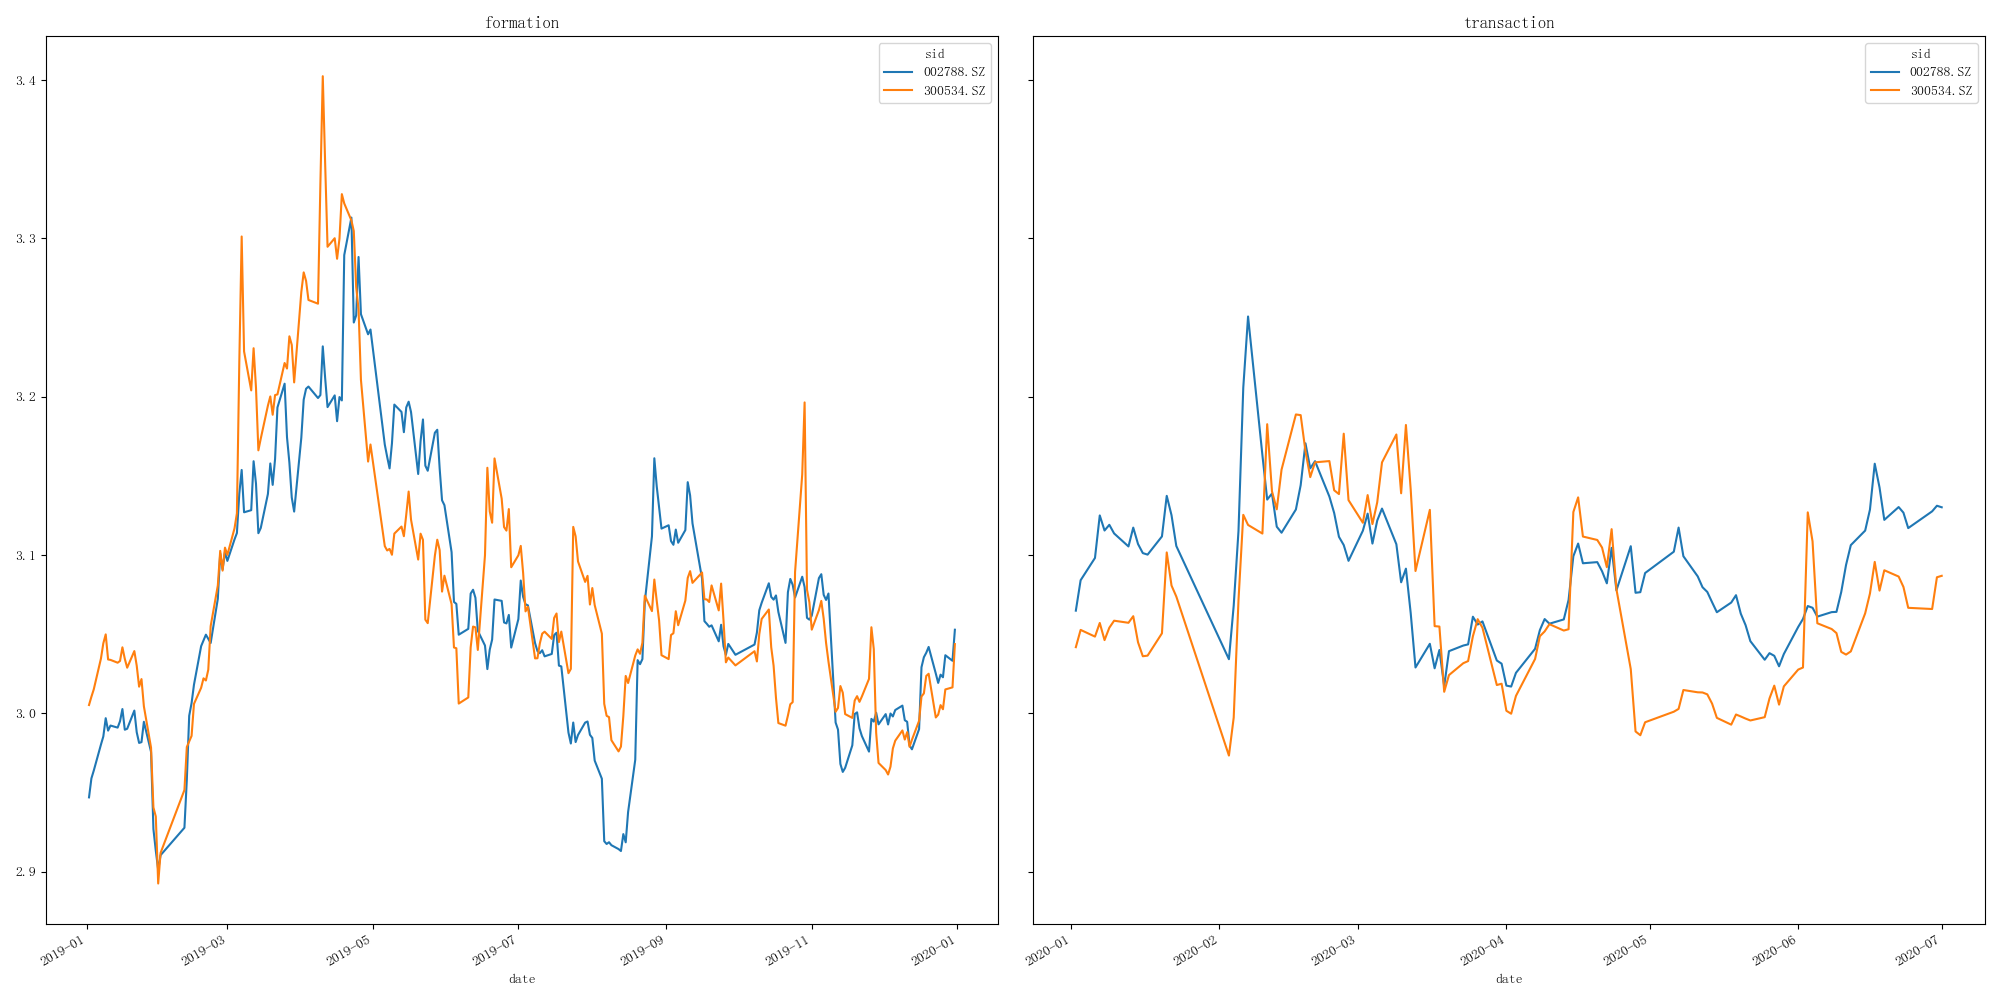 formation
sid
002788.SZ
300534.SZ
3.4
3.3
3.2
3.1
3.0
2.9
2019-01
2019-03
2019-05
2019-07
2019-09
2019-11
2020-01
date
transaction
sid
002788.SZ
300534.SZ
2020-01
2020-02
2020-03
2020-04
2020-05
2020-06
2020-07
date